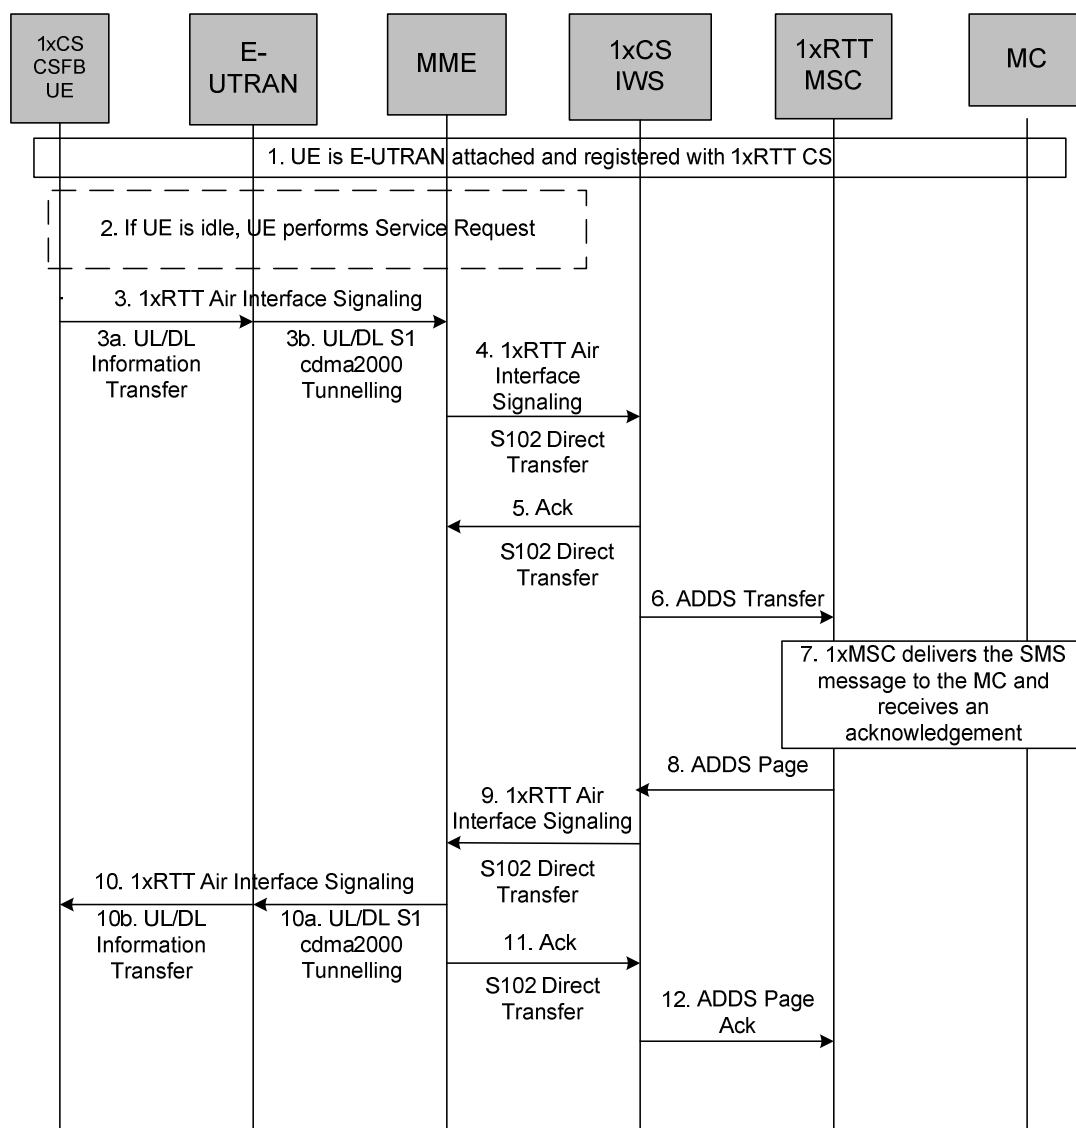 1xCS
CSFB
UE
E-
UTRAN
MME
1xCS
IWS
1xRTT
MSC
MC
1. UE is E-UTRAN attached and registered with 1xRTT CS
2. If UE is idle, UE performs Service Request
3. 1xRTT Air Interface Signaling
3a. UL/DL
Information
Transfer
3b. UL/DL S1
cdma2000
Tunnelling
4. 1xRTT Air
Interface
Signaling
S102 Direct
Transfer
5. Ack
S102 Direct
Transfer
6. ADDS Transfer
7. 1xMSC delivers the SMS
message to the MC and
receives an
acknowledgement
8. ADDS Page
9. 1xRTT Air
Interface Signaling
S102 Direct
Transfer
10. 1xRTT Air Interface Signaling
10b. UL/DL
Information
Transfer
10a. UL/DL S1
cdma2000
Tunnelling
11. Ack
S102 Direct
Transfer
12. ADDS Page
Ack